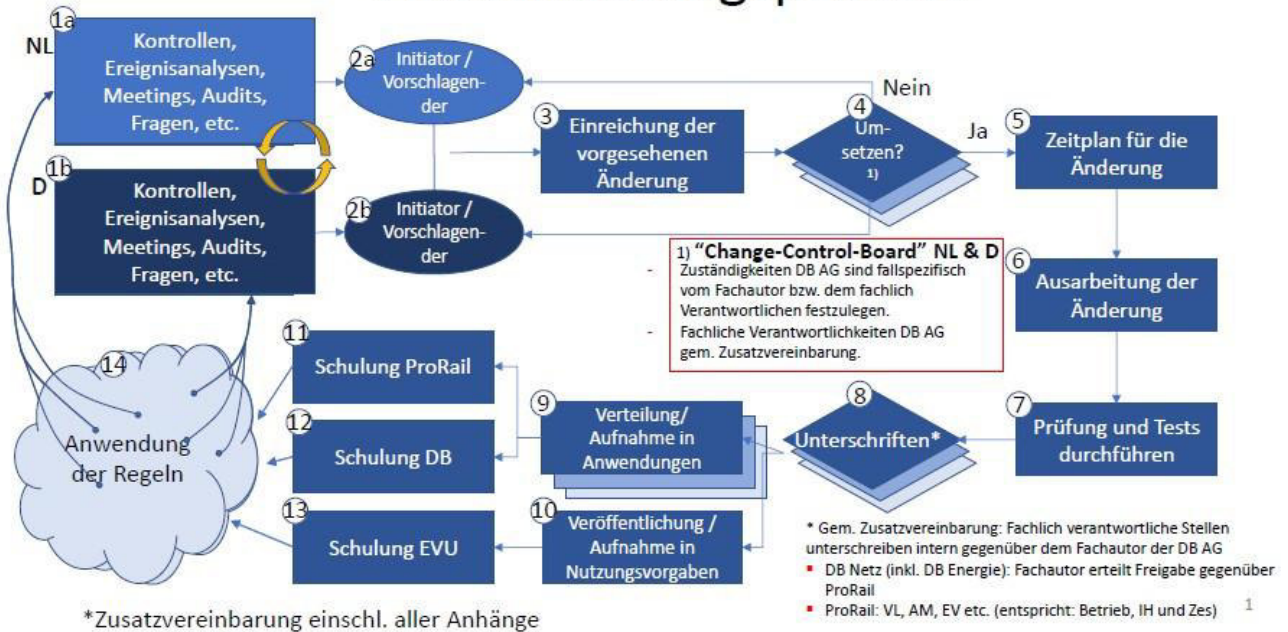 1a
NL
Kontrollen,
Ereignisanalysen,
Meetings, Audits,
Fragen, etc.
2a
Initiator /
Vorschlagen-
der
1b
D
Kontrollen,
Ereignisanalysen,
Meetings, Audits,
Fragen, etc.
2b
Initiator /
Vorschlagen-
der
3
Einreichung der
vorgesehenen
Änderung
4
Um-
setzen?
1)
Nein
Ja
5
Zeitplan für die
Änderung
1) "Change-Control-Board" NL & D
- Zuständigkeiten DB AG sind fallspezifisch
vom Fachautor bzw. dem fachlich
Verantwortlichen festzulegen.
- Fachliche Verantwortlichkeiten DB AG
gem. Zusatzvereinbarung.
6
Ausarbeitung der
Änderung
7
Prüfung und Tests
durchführen
8
Unterschriften*
9
Verteilung/
Aufnahme in
Anwendungen
10
Veröffentlichung /
Aufnahme in
Nutzungsvorgaben
11
Schulung ProRail
12
Schulung DB
13
Schulung EVU
14
Anwendung
der Regeln
* Gem. Zusatzvereinbarung: Fachlich verantwortliche Stellen
unterschreiben intern gegenüber dem Fachautor der DB AG
▪ DB Netz (inkl. DB Energie): Fachautor erteilt Freigabe gegenüber
ProRail
▪ ProRail: VL, AM, EV etc. (entspricht: Betrieb, IH und Zes)
1
*Zusatzvereinbarung einschl. aller Anhänge